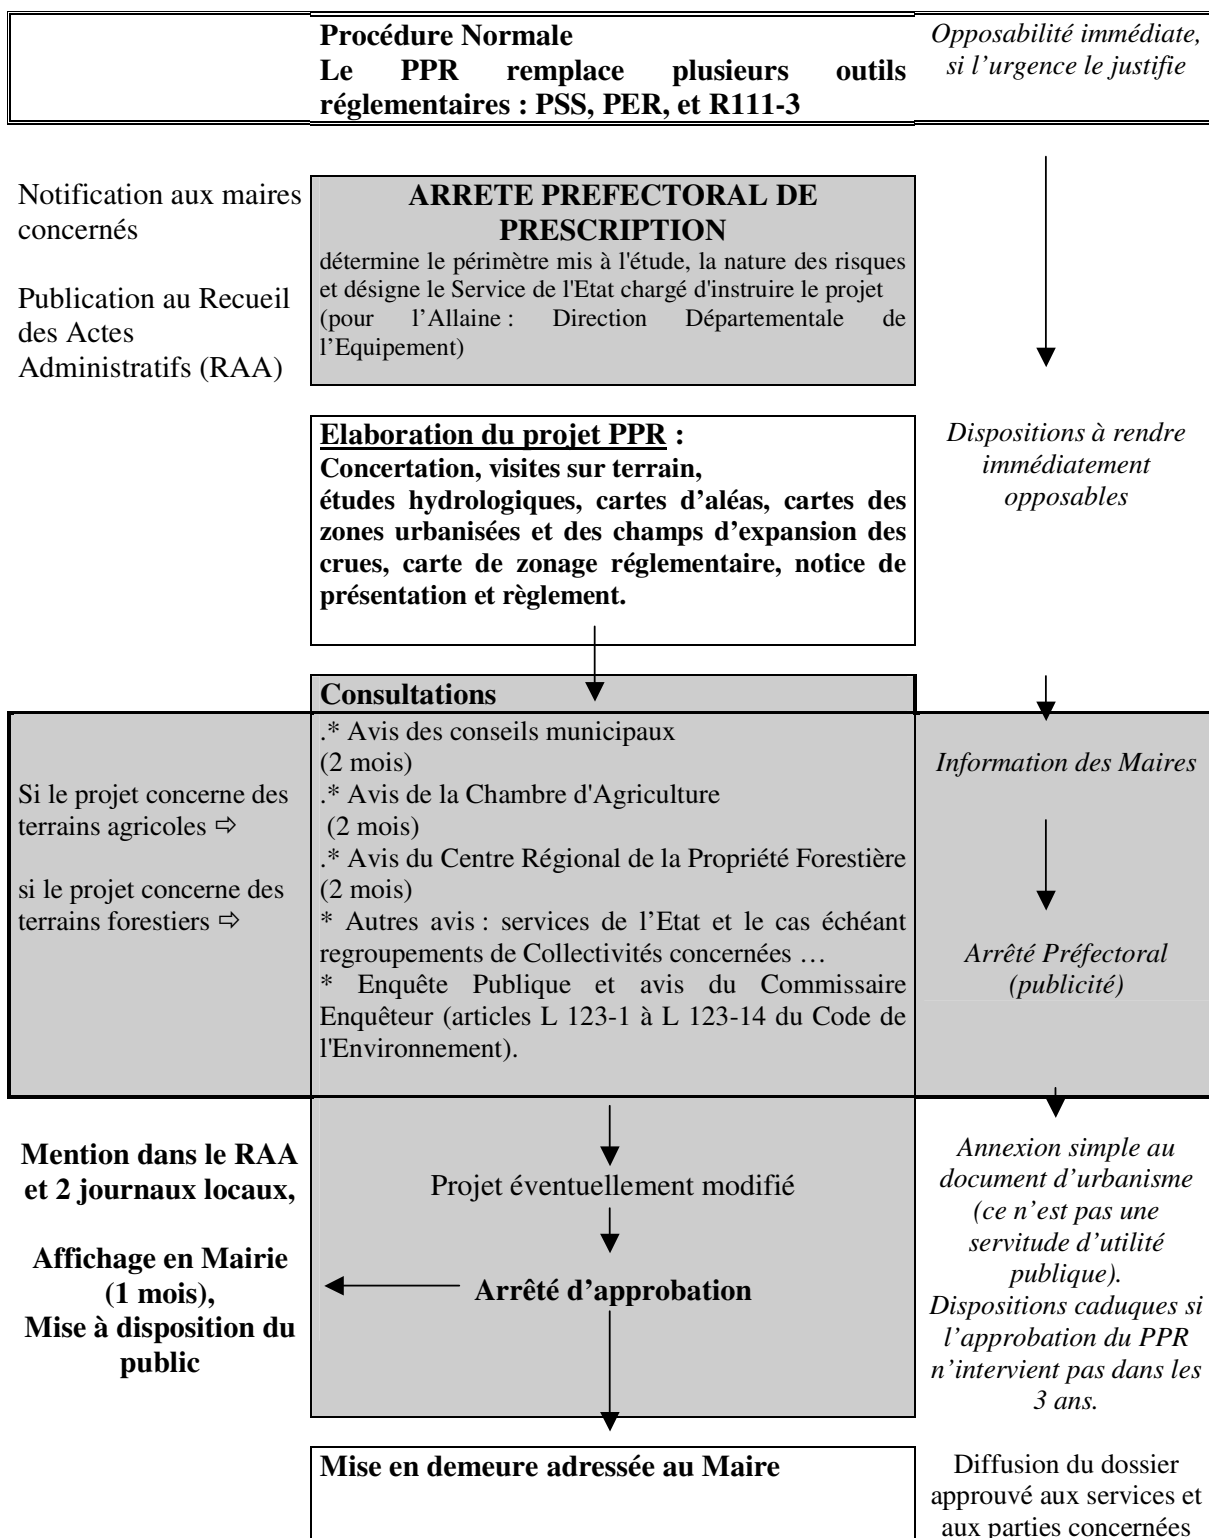 Procédure Normale
Le PPR remplace plusieurs outils
réglementaires : PSS, PER, et R111-3
Opposabilité immédiate,
si l'urgence le justifie
Notification aux maires
concernés
Publication au Recueil
des Actes
Administratifs (RAA)
ARRETE PREFECTORAL DE
PRESCRIPTION
détermine le périmètre mis à l'étude, la nature des risques
et désigne le Service de l'Etat chargé d'instruire le projet
(pour l'Allaine : Direction Départementale de
l'Equipement)
Elaboration du projet PPR :
Concertation, visites sur terrain,
études hydrologiques, cartes d'aléas, cartes des
zones urbanisées et des champs d'expansion des
crues, carte de zonage réglementaire, notice de
présentation et règlement.
Dispositions à rendre
immédiatement
opposables
Consultations
Si le projet concerne des
terrains agricoles ⇨
si le projet concerne des
terrains forestiers ⇨
.* Avis des conseils municipaux
(2 mois)
.* Avis de la Chambre d'Agriculture
(2 mois)
.* Avis du Centre Régional de la Propriété Forestière
(2 mois)
* Autres avis : services de l'Etat et le cas échéant
regroupements de Collectivités concernées …
* Enquête Publique et avis du Commissaire
Enquêteur (articles L 123-1 à L 123-14 du Code de
l'Environnement).
Information des Maires
Arrêté Préfectoral
(publicité)
Mention dans le RAA
et 2 journaux locaux,
Affichage en Mairie
(1 mois),
Mise à disposition du
public
Projet éventuellement modifié
Arrêté d'approbation
Annexion simple au
document d'urbanisme
(ce n'est pas une
servitude d'utilité
publique).
Dispositions caduques si
l'approbation du PPR
n'intervient pas dans les
3 ans.
Mise en demeure adressée au Maire
Diffusion du dossier
approuvé aux services et
aux parties concernées